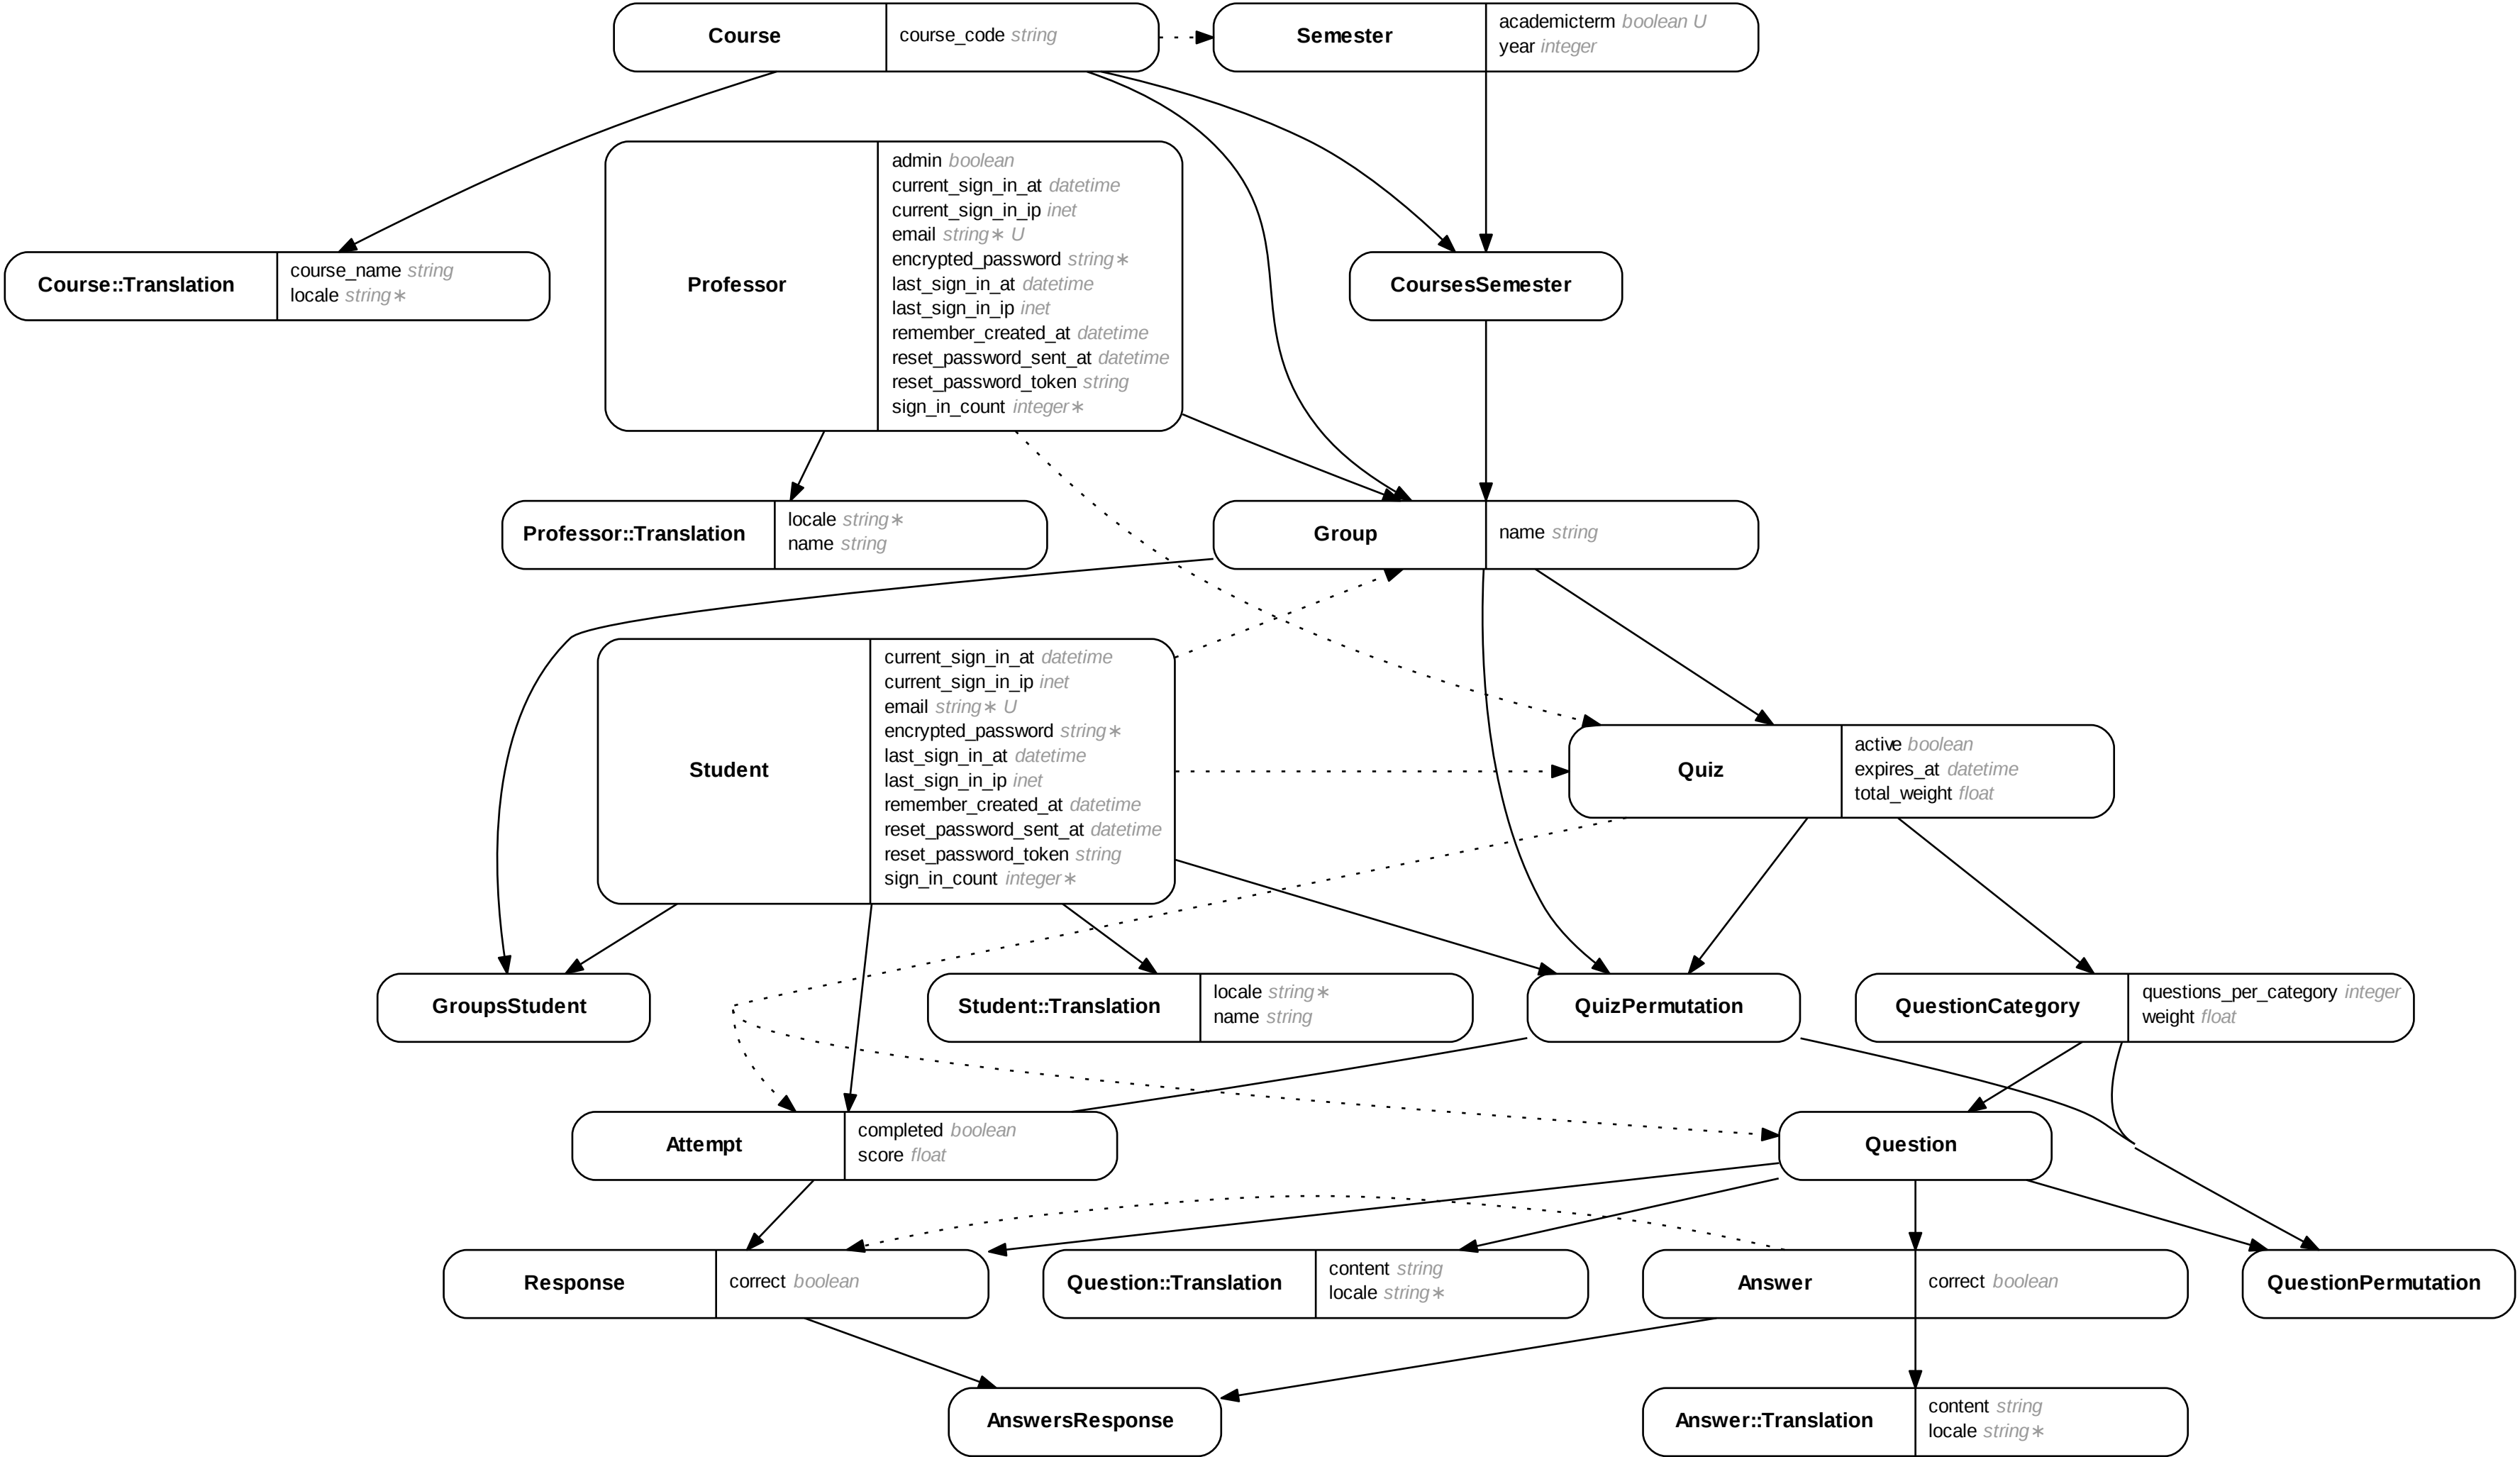 Course
course_code string
Semester
academicterm boolean U
year integer
Professor
admin boolean
current_sign_in_at datetime
current_sign_in_ip inet
email string∗ U
encrypted_password string∗
last_sign_in_at datetime
last_sign_in_ip inet
remember_created_at datetime
reset_password_sent_at datetime
reset_password_token string
sign_in_count integer∗
Course::Translation
course_name string
locale string∗
CoursesSemester
Professor::Translation
locale string∗
name string
Group
name string
Student
current_sign_in_at datetime
current_sign_in_ip inet
email string∗ U
encrypted_password string∗
last_sign_in_at datetime
last_sign_in_ip inet
remember_created_at datetime
reset_password_sent_at datetime
reset_password_token string
sign_in_count integer∗
Quiz
active boolean
expires_at datetime
total_weight float
GroupsStudent
Student::Translation
locale string∗
name string
QuizPermutation
QuestionCategory
questions_per_category integer
weight float
Attempt
completed boolean
score float
Question
Response
correct boolean
Question::Translation
content string
locale string∗
Answer
correct boolean
QuestionPermutation
AnswersResponse
Answer::Translation
content string
locale string∗